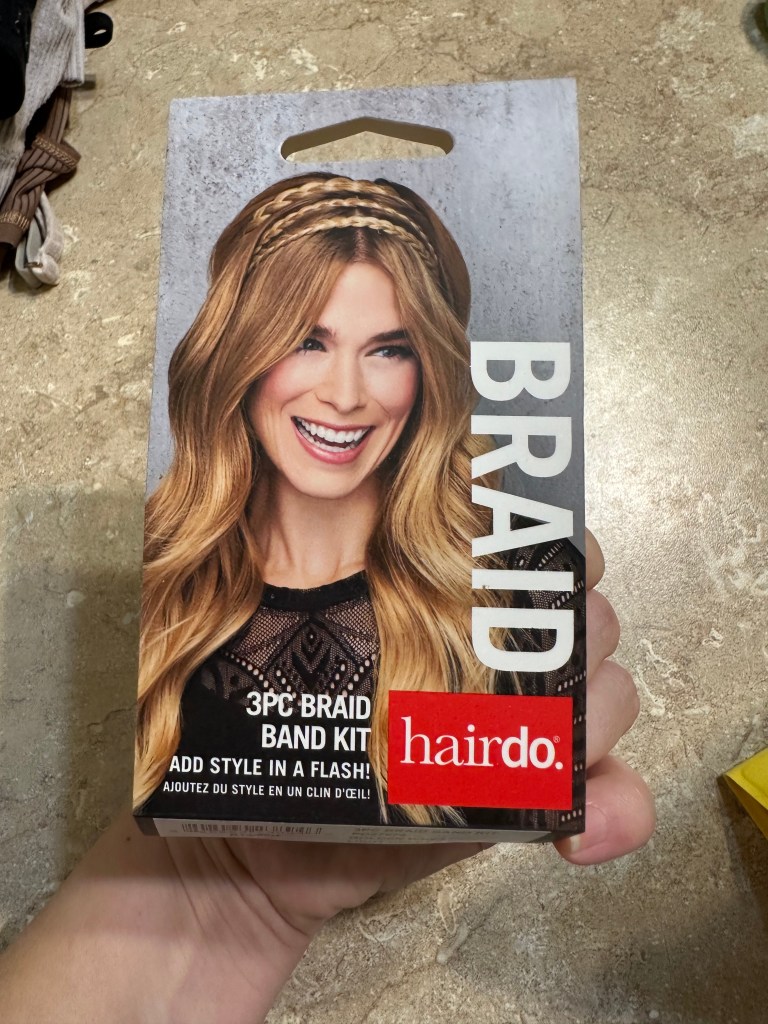 BRAID
3PC BRAID
BAND KIT
ADD STYLE IN A FLASH!
AJOUTEZ DU STYLE EN UN CLIN D'ŒIL!
hairdo.®